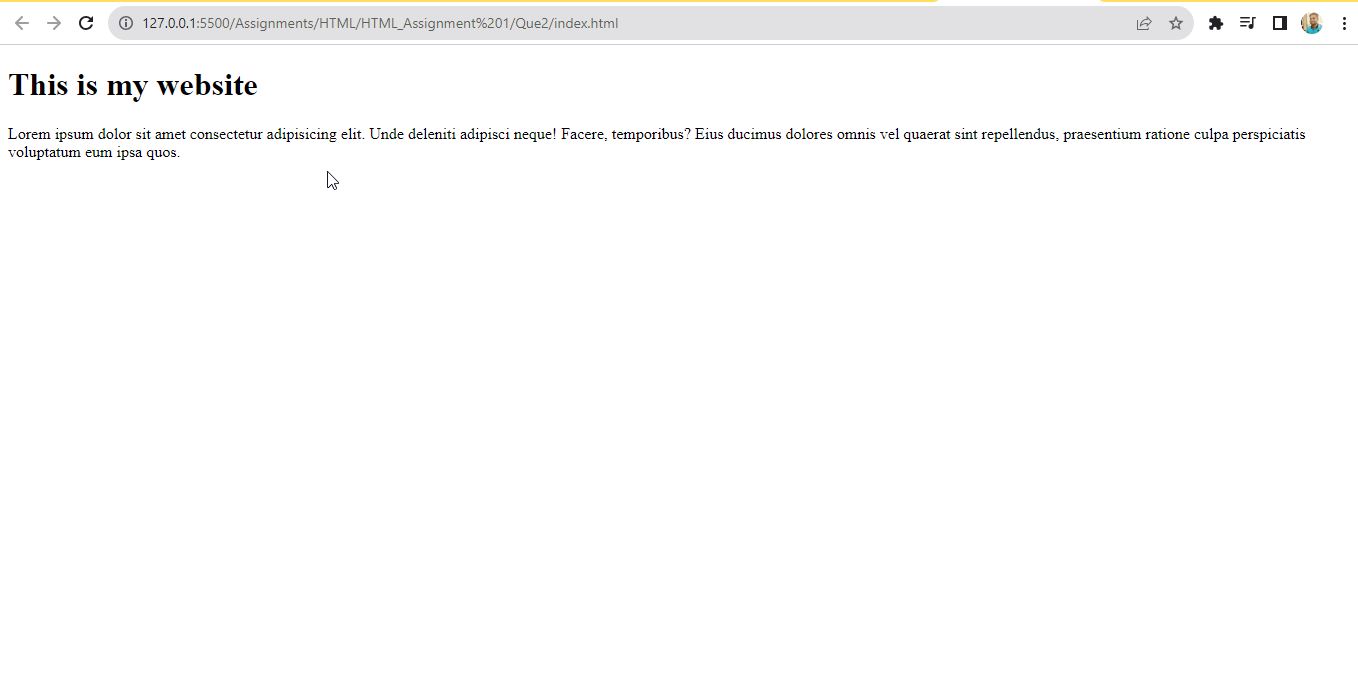 127.0.0.1:5500/Assignments/HTML/HTML_Assignment%201/Que2/index.html
This is my website
Lorem ipsum dolor sit amet consectetur adipisicing elit. Unde deleniti adipisci neque! Facere, temporibus? Eius ducimus dolores omnis vel quaerat sint repellendus, praesentium ratione culpa perspiciatis
voluptatum eum ipsa quos.